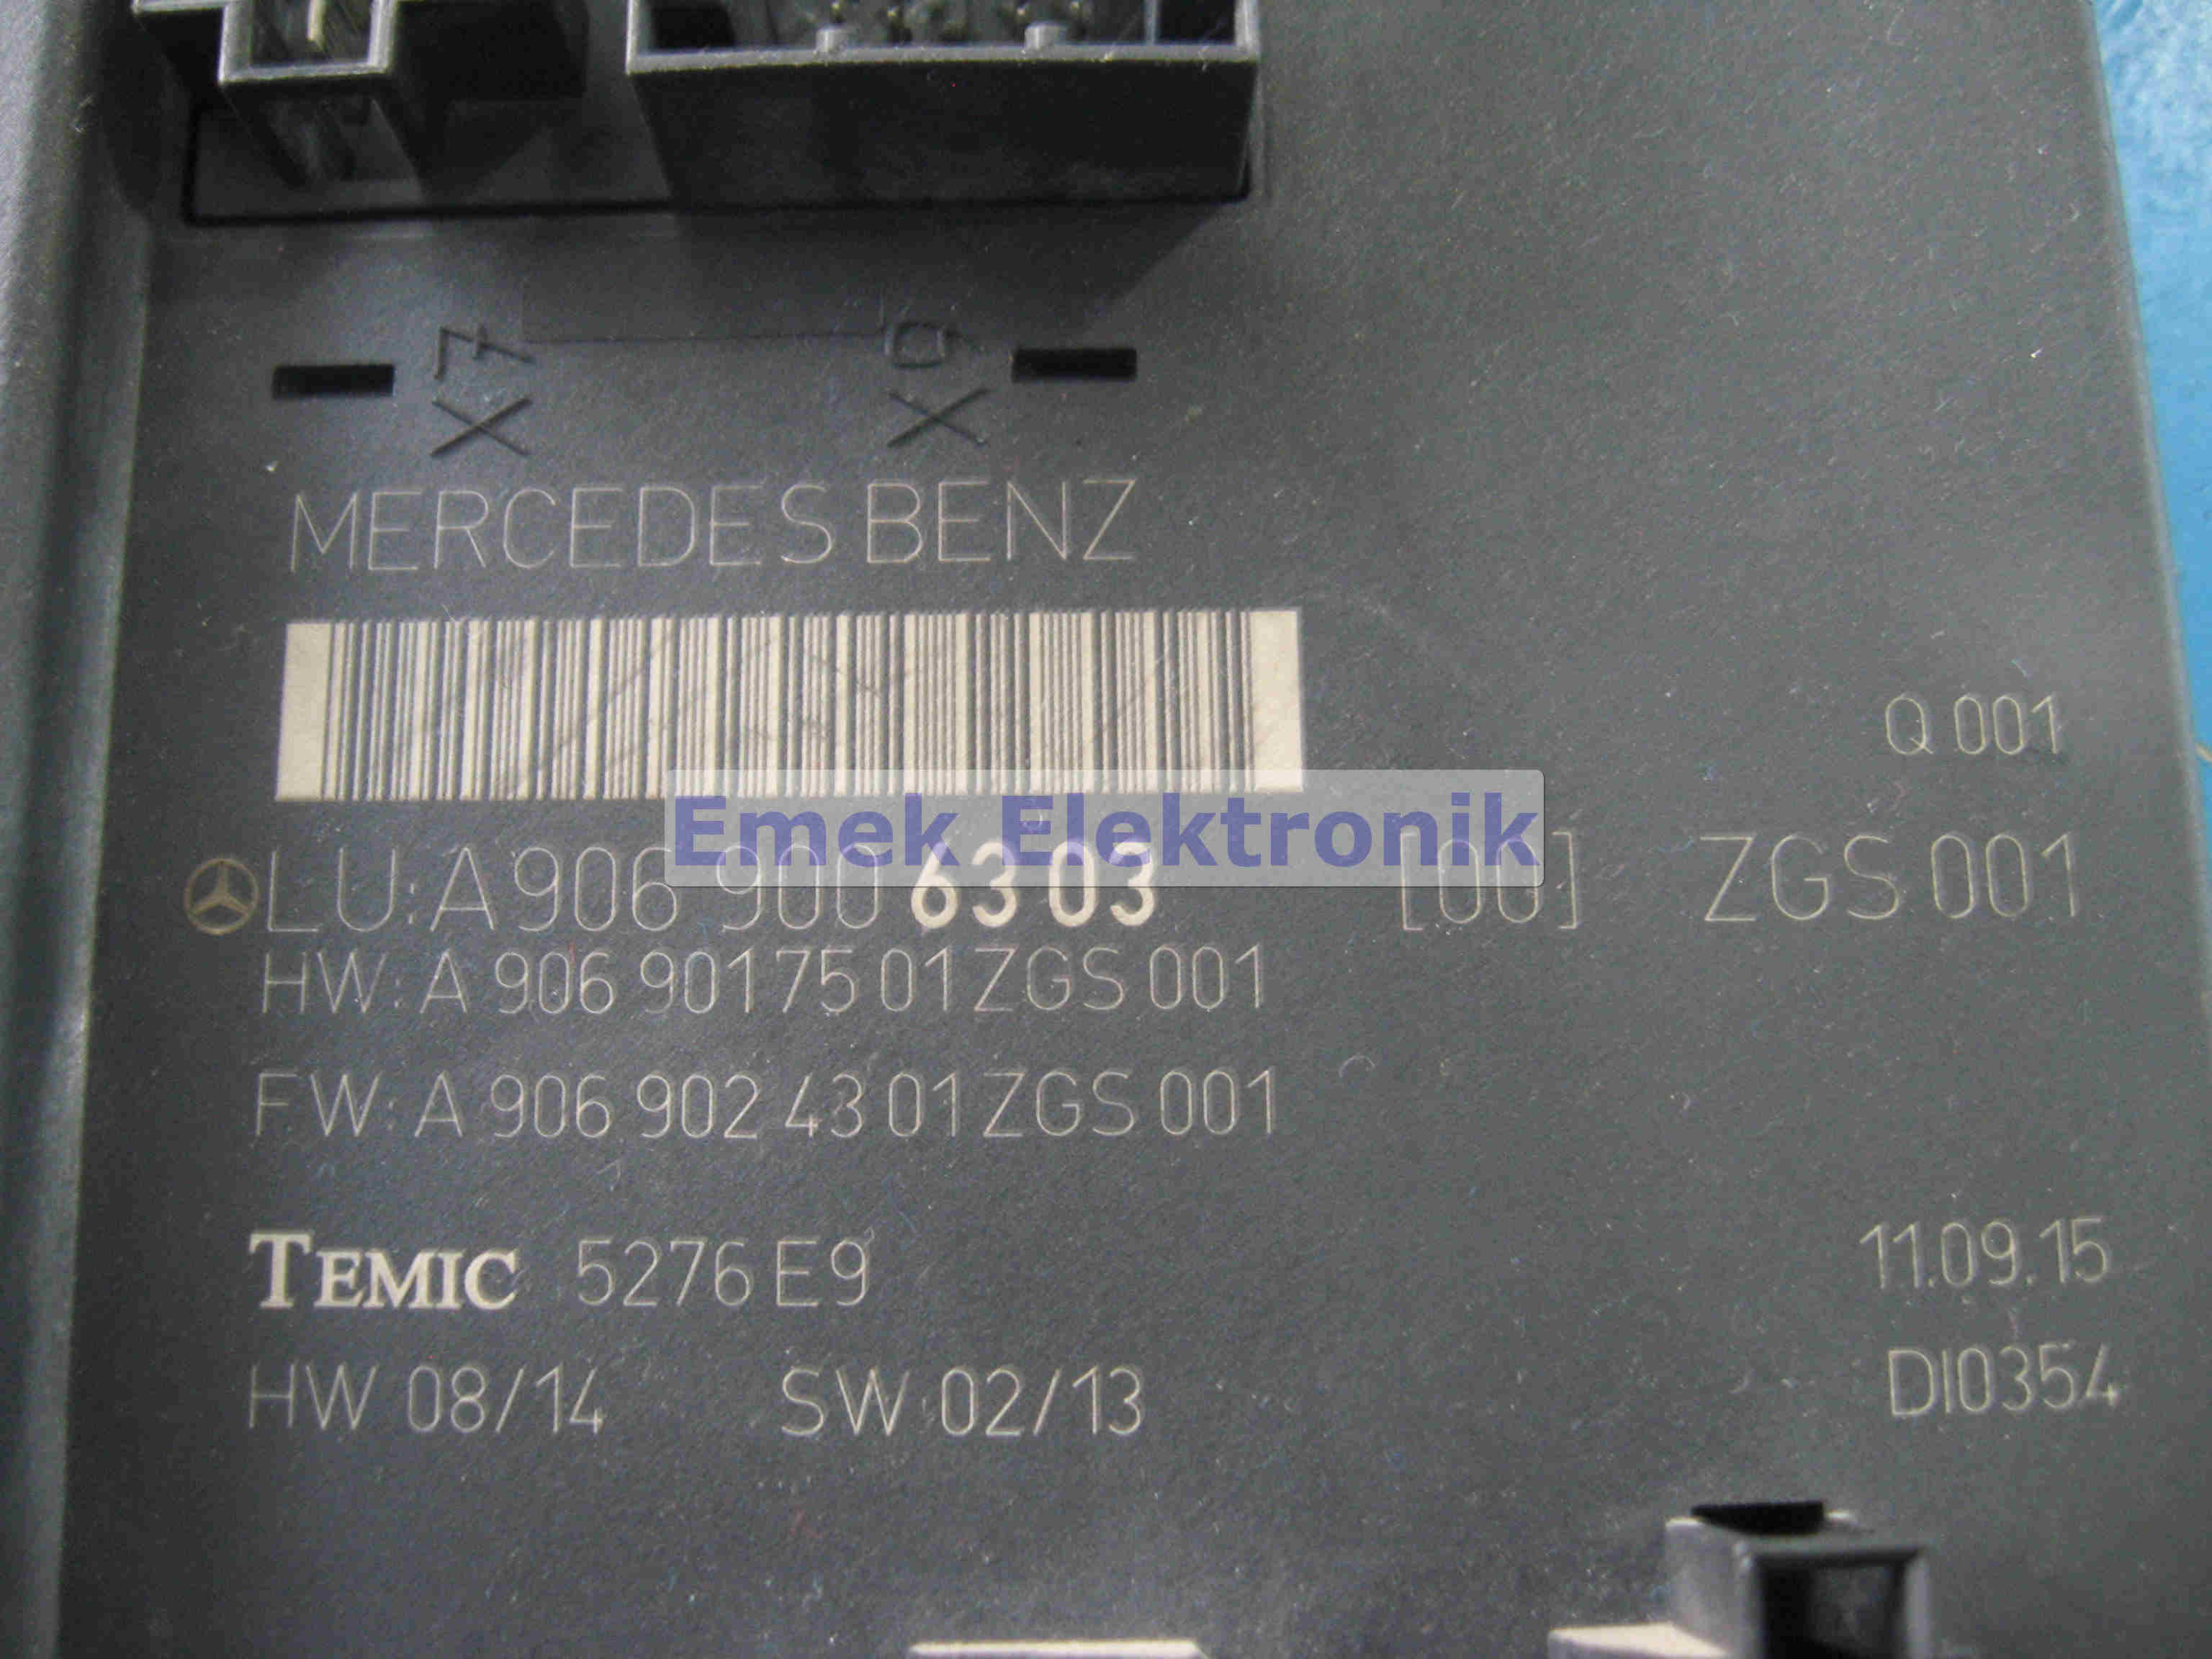 X7
X6
MERCEDES BENZ
Q 001
Emek Elektronik
LU: A 906 900 6303 [00] ZGS 001
HW: A 906 901 75 01 ZGS 001
FW: A 906 902 43 01 ZGS 001
TEMIC 5276 E9 11.09.15
HW 08/14 SW 02/13 DI0354